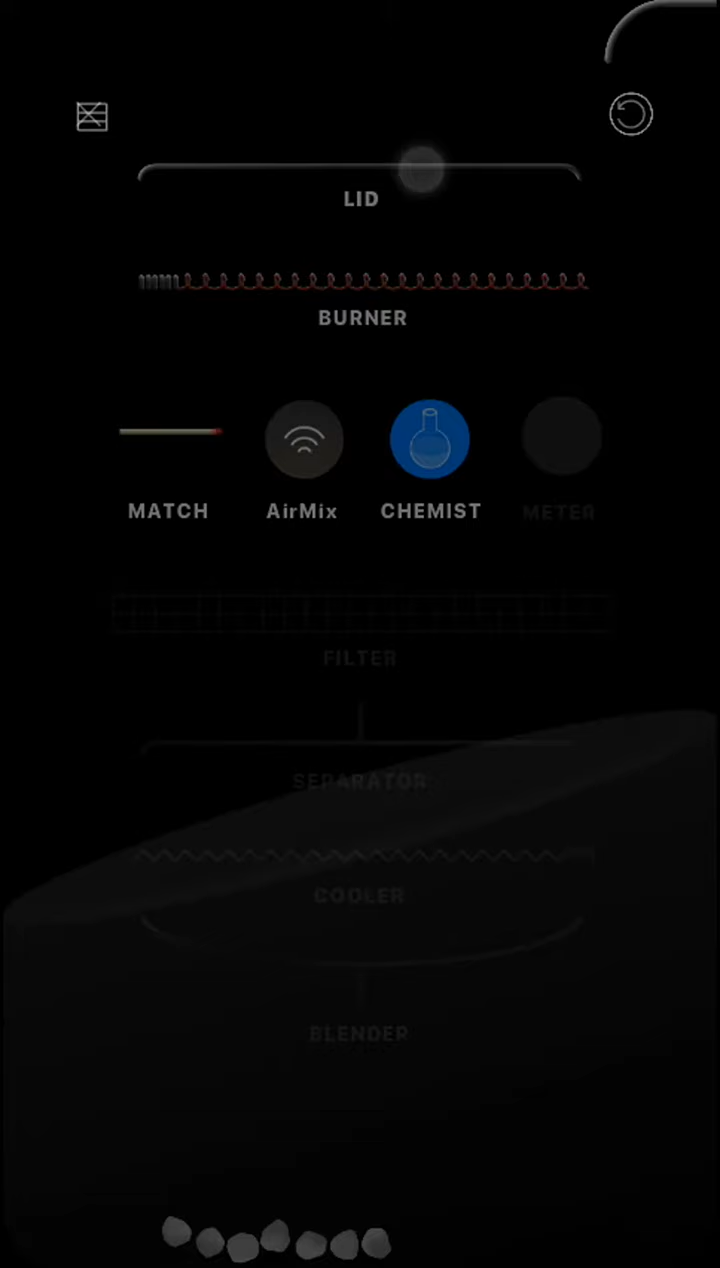 LID
BURNER
MATCH AirMix CHEMIST METER
FILTER
SEPARATOR
COOLER
BLENDER